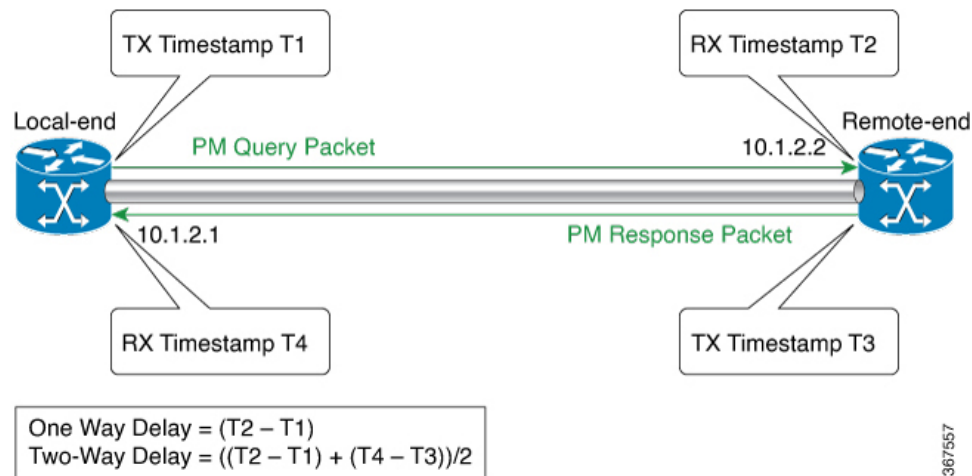 TX Timestamp T1
RX Timestamp T2
Local-end
Remote-end
PM Query Packet
10.1.2.2
10.1.2.1
PM Response Packet
RX Timestamp T4
TX Timestamp T3
One Way Delay = (T2 – T1)
Two-Way Delay = ((T2 – T1) + (T4 – T3))/2
367557